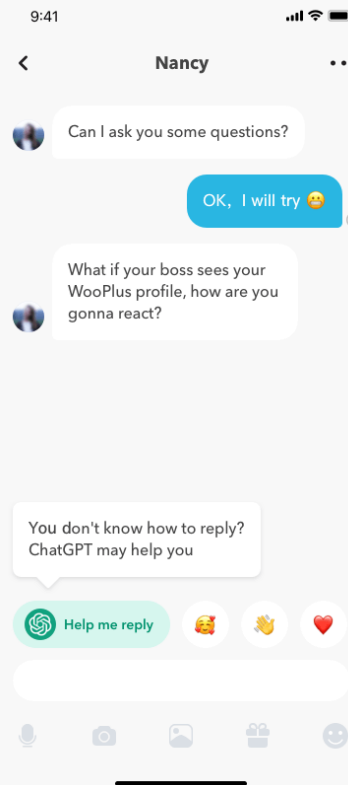 9:41
Nancy
Can I ask you some questions?
OK, I will try 😬
What if your boss sees your
WooPlus profile, how are you
gonna react?
You don't know how to reply?
ChatGPT may help you
Help me reply